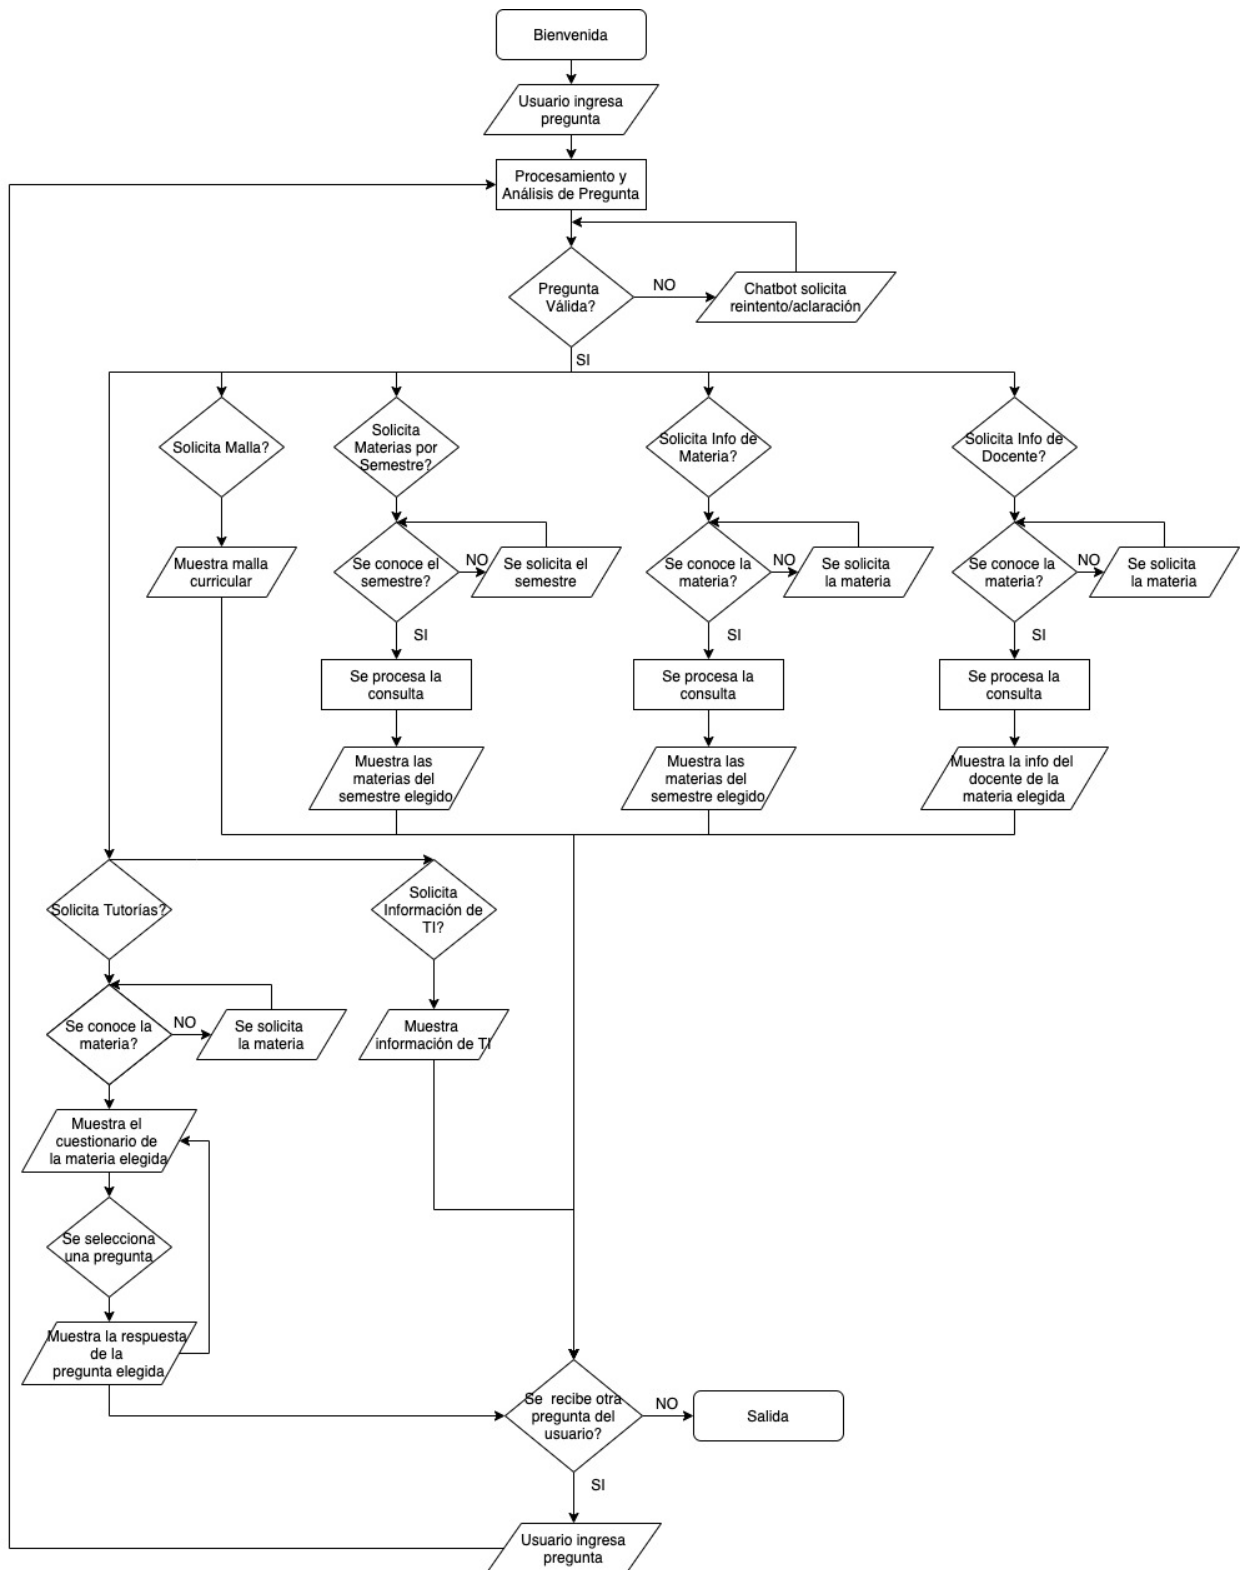 Bienvenida
Usuario ingresa
pregunta
Procesamiento y
Análisis de Pregunta
Pregunta
Válida?
NO
Chatbot solicita
reintento/aclaración
SI
Solicita Malla?
Solicita
Materias por
Semestre?
Solicita Info de
Materia?
Solicita Info de
Docente?
Muestra malla
curricular
Se conoce el
semestre?
NO
Se solicita el
semestre
Se conoce la
materia?
NO
Se solicita
la materia
Se conoce la
materia?
NO
Se solicita
la materia
SI
SI
SI
Se procesa la
consulta
Se procesa la
consulta
Se procesa la
consulta
Muestra las
materias del
semestre elegido
Muestra las
materias del
semestre elegido
Muestra la info del
docente de la
materia elegida
Solicita Tutorías?
Solicita
Información de
TI?
Se conoce la
materia?
NO
Se solicita
la materia
Muestra
información de TI
Muestra el
cuestionario de
la materia elegida
Se selecciona
una pregunta
Muestra la respuesta
de la
pregunta elegida
Se recibe otra
pregunta del
usuario?
NO
Salida
SI
Usuario ingresa
pregunta